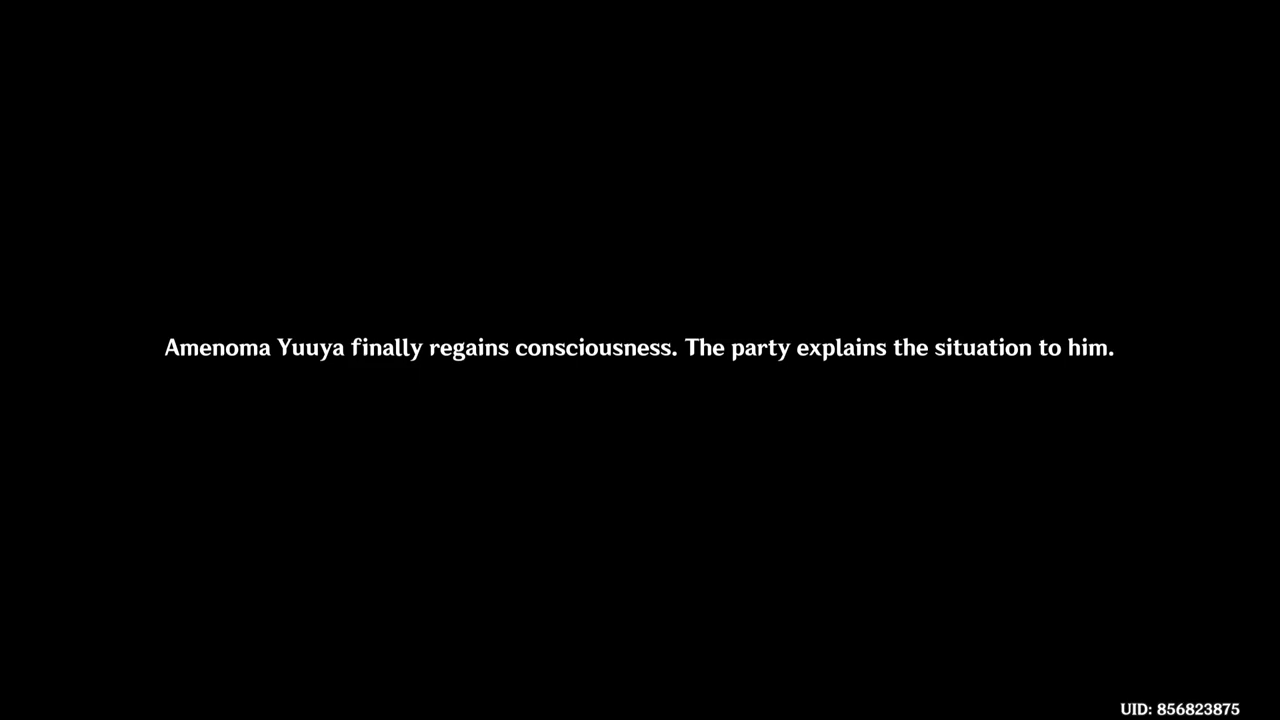 Amenoma Yuuya finally regains consciousness. The party explains the situation to him.
UID: 856823875